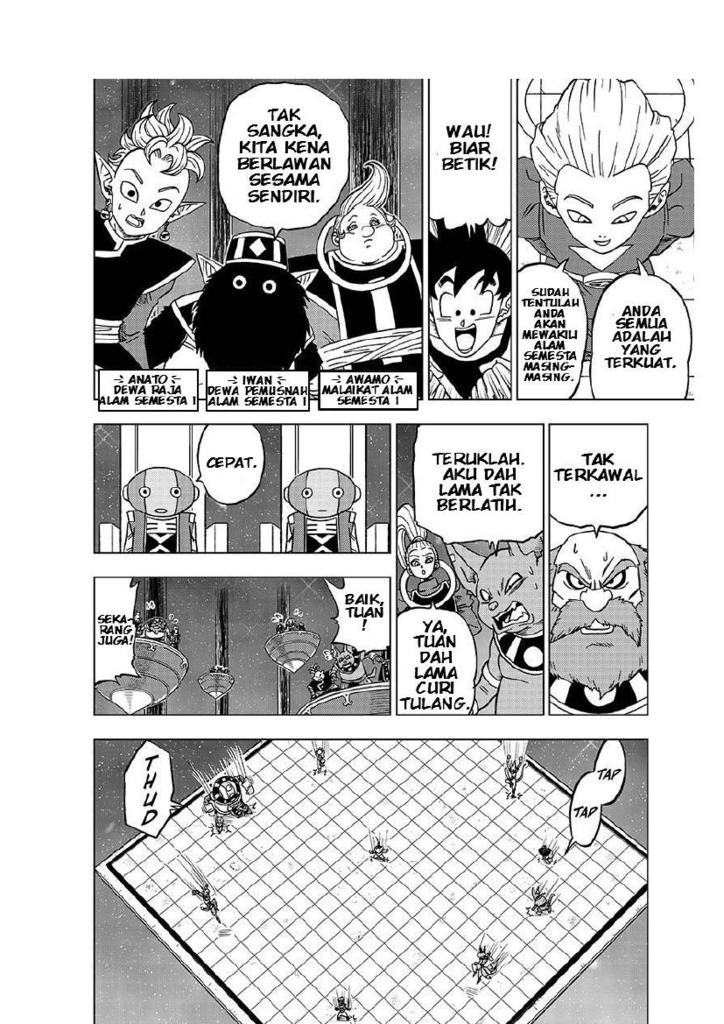 ANDA
SEMUA
ADALAH
YANG
TERKUAT.
SUDAH
TENTULAH
ANDA
AKAN
MEWAKILI
ALAM
SEMESTA
MASING-
MASING.
WAU!
BIAR
BETIK!
TAK
SANGKA,
KITA KENA
BERLAWAN
SESAMA
SENDIRI.
AWAMO
MALAIKAT ALAM
SEMESTA 1
IWAN
DEWA PEMUSNAH
ALAM SEMESTA 1
ANATO
DEWA RAJA
ALAM SEMESTA 1
TAK
TERKAWAL
...
TERUKLAH.
AKU DAH
LAMA TAK
BERLATIH.
YA,
TUAN
DAH
LAMA
CURI
TULANG.
CEPAT.
BAIK,
TUAN
!
SEKA-
RANG
JUGA!
TAP
TAP
THUD